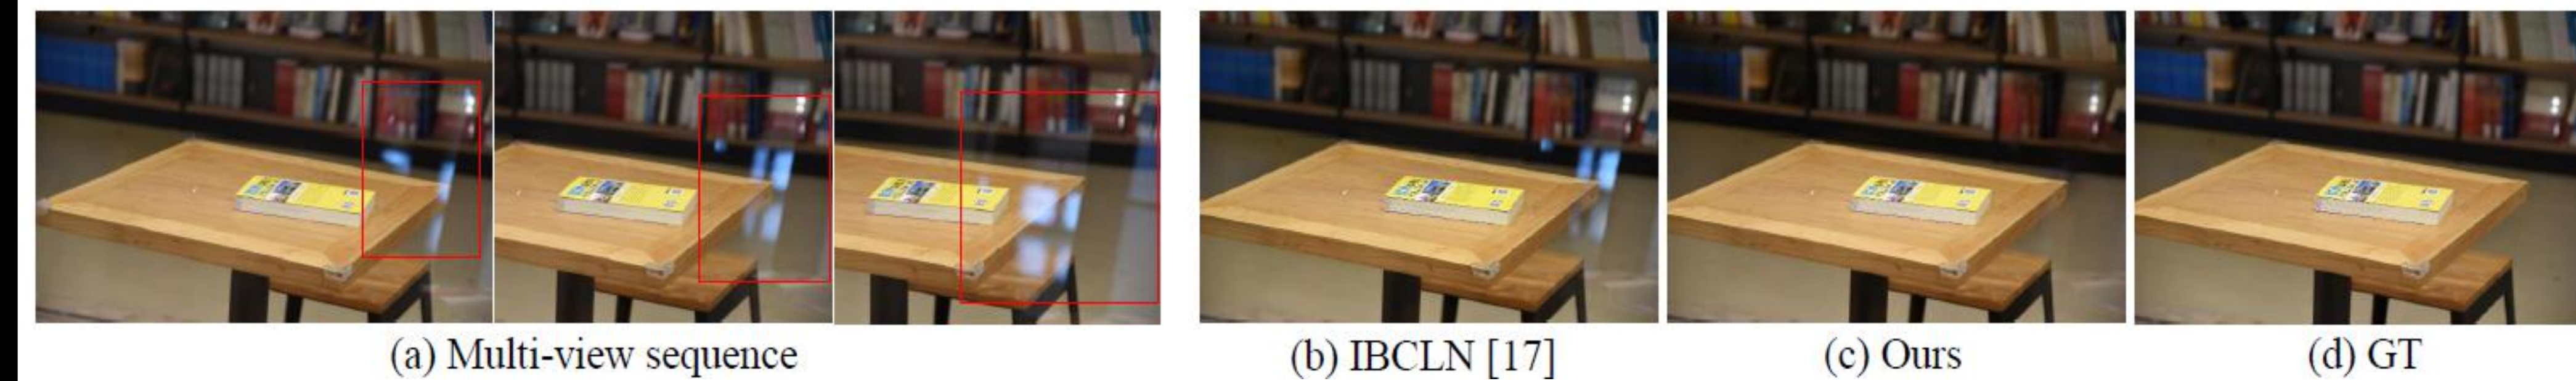 (a) Multi-view sequence
(b) IBCLN [17]
(c) Ours
(d) GT